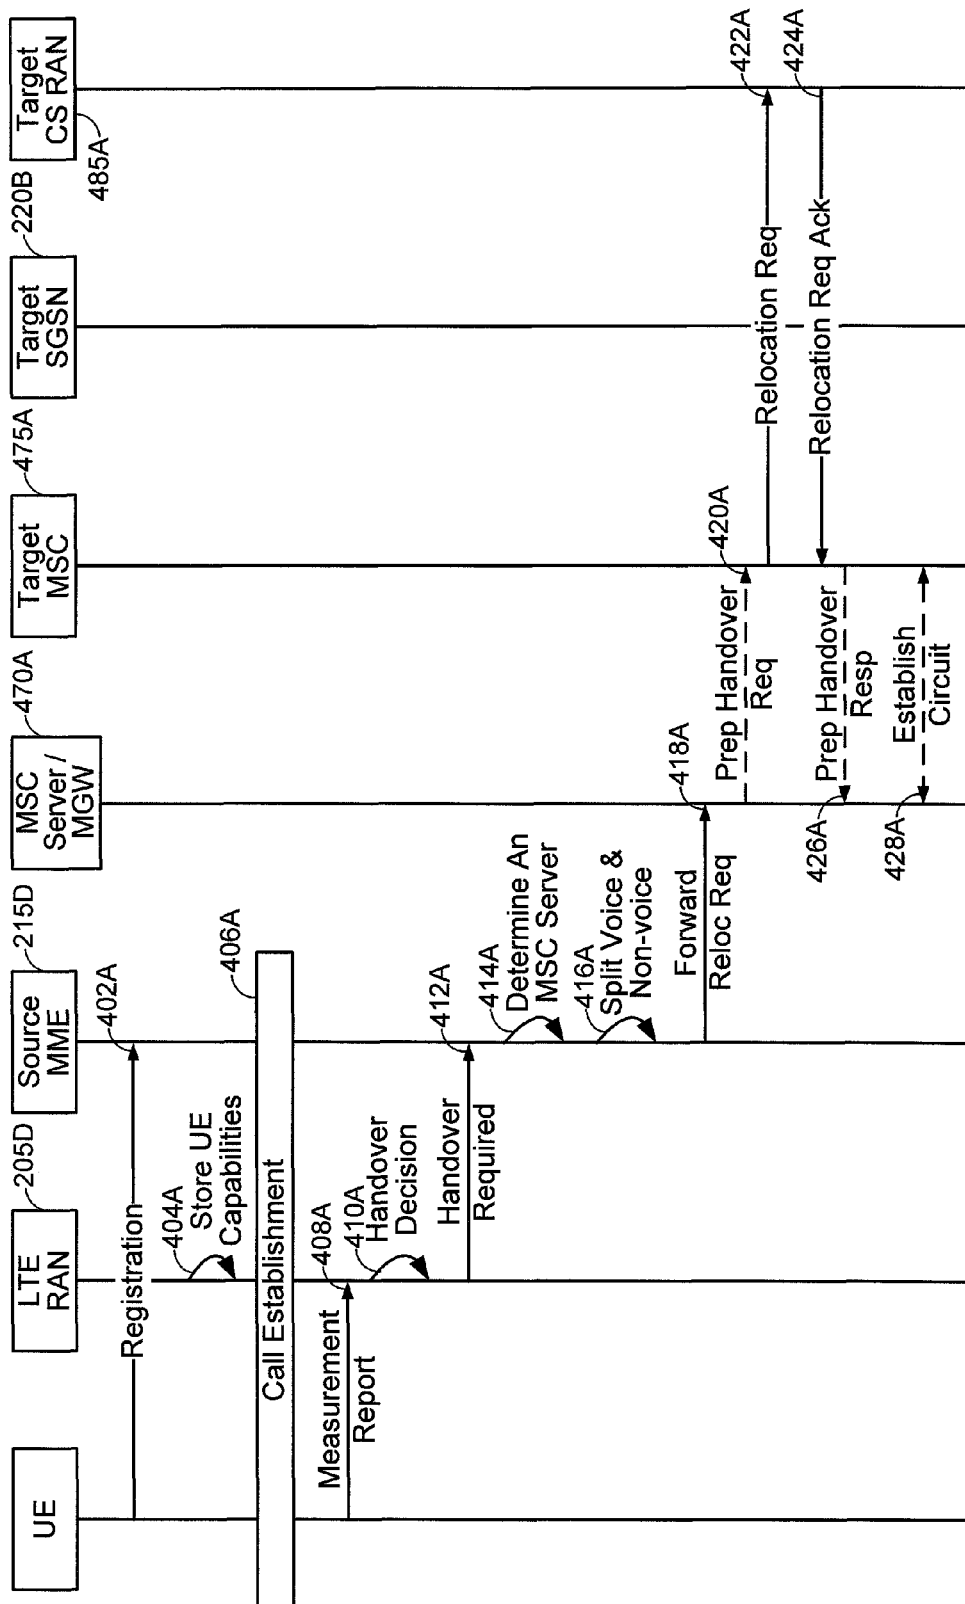 UE
LTE
RAN
205D
Source
MME
215D
MSC
Server /
MGW
470A
Target
MSC
475A
Target
SGSN
220B
Target
CS RAN
485A
Registration
402A
404A
Store UE
Capabilities
Call Establishment
406A
Measurement
Report
408A
410A
Handover
Decision
Handover
Required
412A
414A
Determine An
MSC Server
416A
Split Voice &
Non-voice
Forward
Reloc Req
418A
Prep Handover
Req
420A
Relocation Req
422A
Relocation Req Ack
424A
Prep Handover
Resp
426A
Establish
Circuit
428A